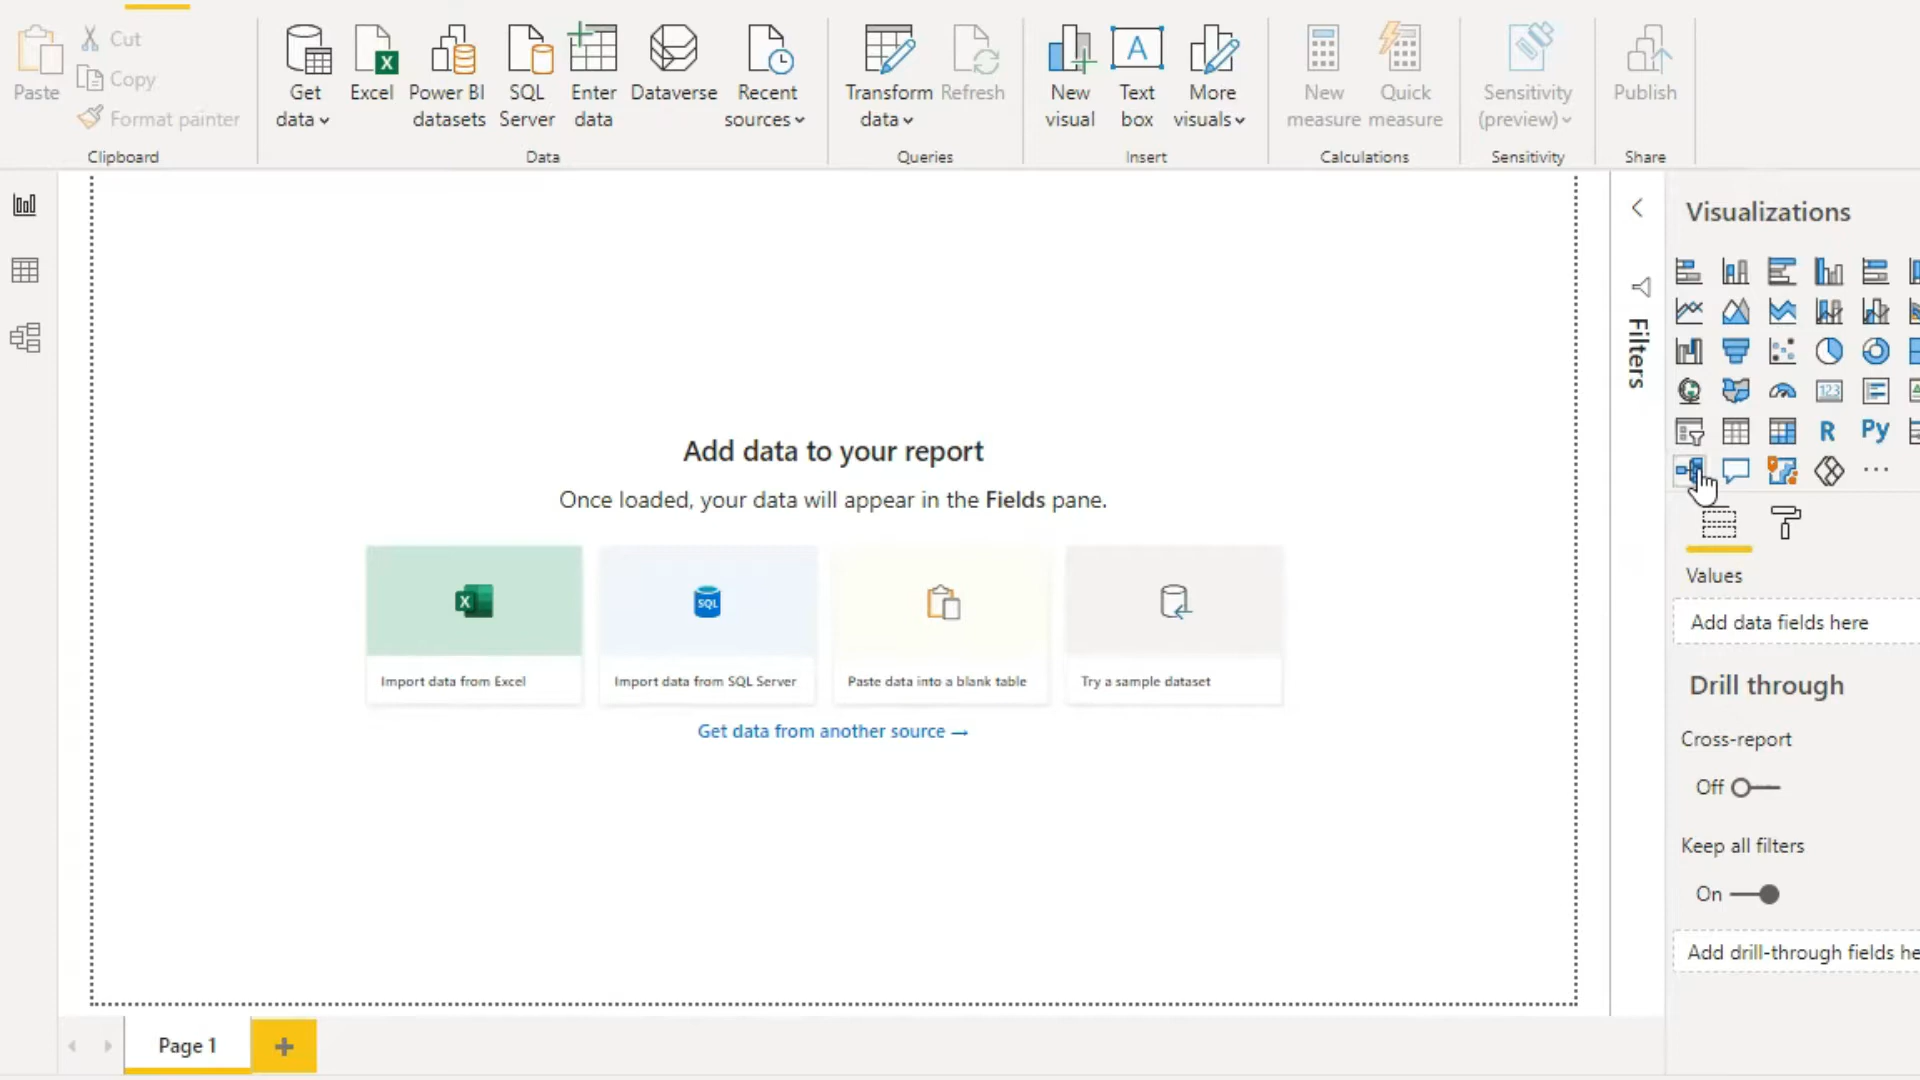 Paste
Cut
Copy
Format painter
Clipboard
Get
data
Excel
Power BI
datasets
SQL
Server
Enter
data
Dataverse
Recent
sources
Data
Transform
data
Refresh
Queries
New
visual
A
Text
box
More
visuals
Insert
New
measure
Quick
measure
Calculations
Sensitivity
(preview)
Sensitivity
Publish
Share
Filters
Visualizations
123
R
Py
Values
Add data fields here
Drill through
Cross-report
Off
Keep all filters
On
Add drill-through fields he
Add data to your report
Once loaded, your data will appear in the Fields pane.
X
Import data from Excel
SQL
Import data from SQL Server
Paste data into a blank table
Try a sample dataset
Get data from another source →
Page 1
+